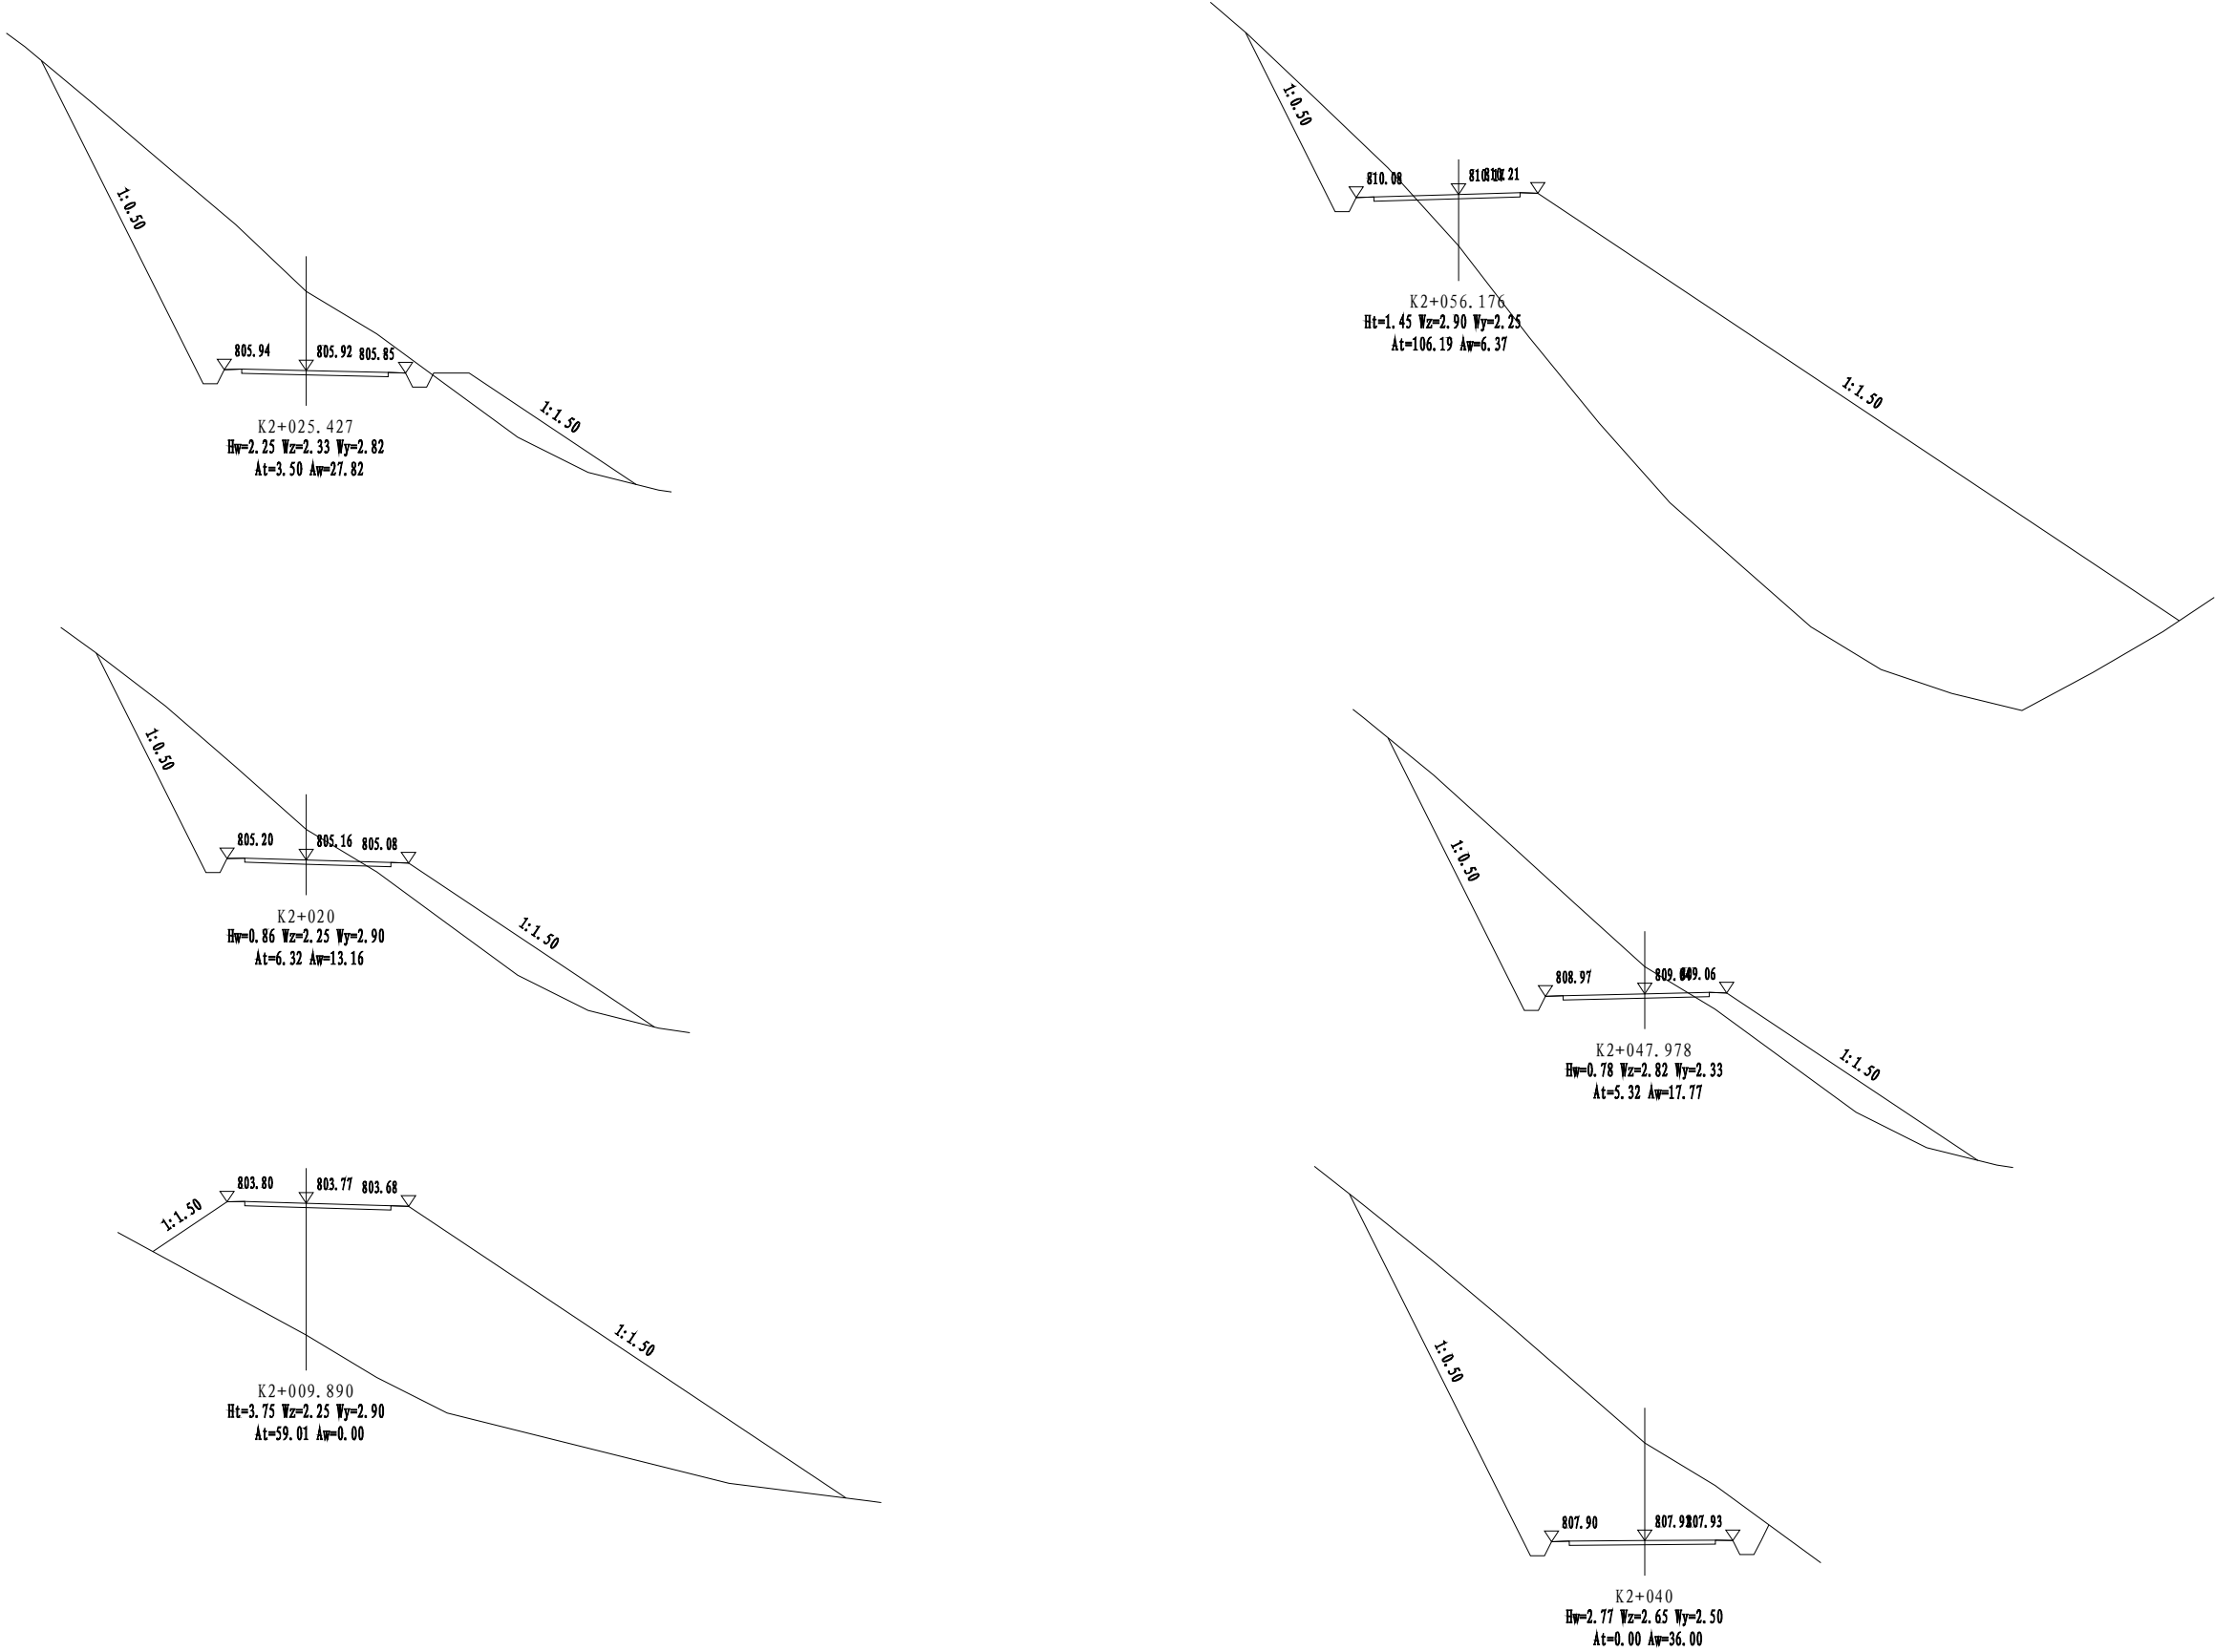 1:0.50
805.94 805.92 805.85
1:1.50
K2+025.427
Hw=2.25 Wz=2.33 Wy=2.82
At=3.50 Aw=27.82
1:0.50
805.20 805.16 805.08
1:1.50
K2+020
Hw=0.86 Wz=2.25 Wy=2.90
At=6.32 Aw=13.16
803.80 803.77 803.68
1:1.50
1:1.50
K2+009.890
Ht=3.75 Wz=2.25 Wy=2.90
At=59.01 Aw=0.00
1:0.50
810.08 810.21
1:1.50
K2+056.176
Ht=1.45 Wz=2.90 Wy=2.25
At=106.19 Aw=6.37
1:0.50
808.97 809.06
1:1.50
K2+047.978
Hw=0.78 Wz=2.82 Wy=2.33
At=5.32 Aw=17.77
1:0.50
807.90 807.93
K2+040
Hw=2.77 Wz=2.65 Wy=2.50
At=0.00 Aw=36.00